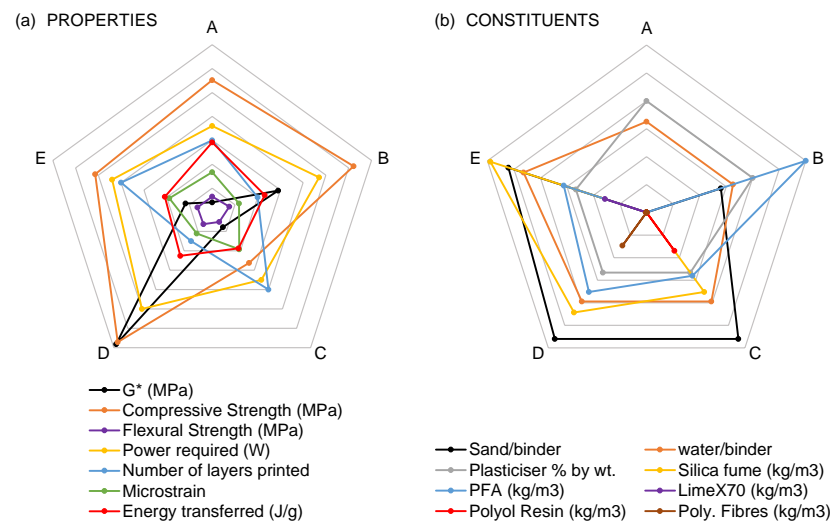 (a) PROPERTIES
A
B
C
D
E
G* (MPa)
Compressive Strength (MPa)
Flexural Strength (MPa)
Power required (W)
Number of layers printed
Microstrain
Energy transferred (J/g)
(b) CONSTITUENTS
A
B
C
D
E
Sand/binder
water/binder
Plasticiser % by wt.
Silica fume (kg/m3)
PFA (kg/m3)
LimeX70 (kg/m3)
Polyol Resin (kg/m3)
Poly. Fibres (kg/m3)